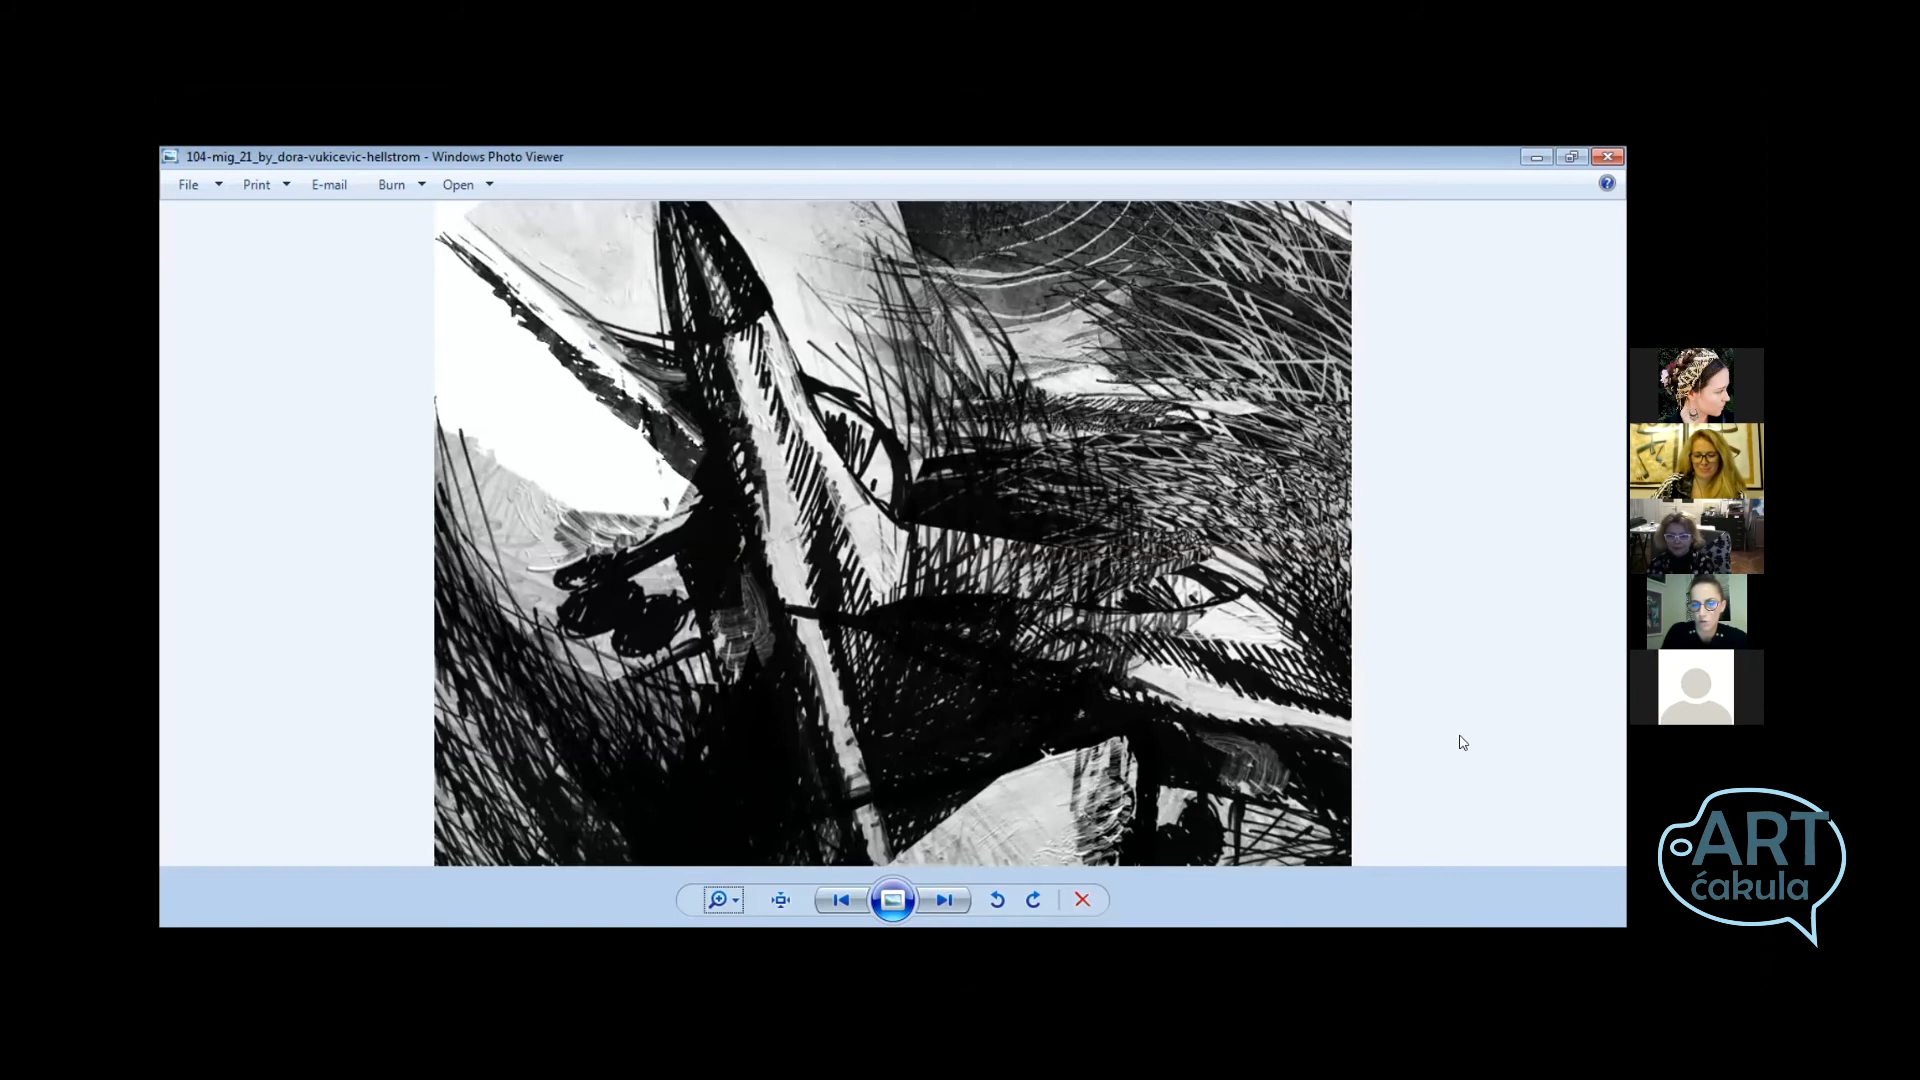 104-mig_21_by_dora-vukicevic-hellstrom - Windows Photo Viewer
File Print E-mail Burn Open
ART
ćakula